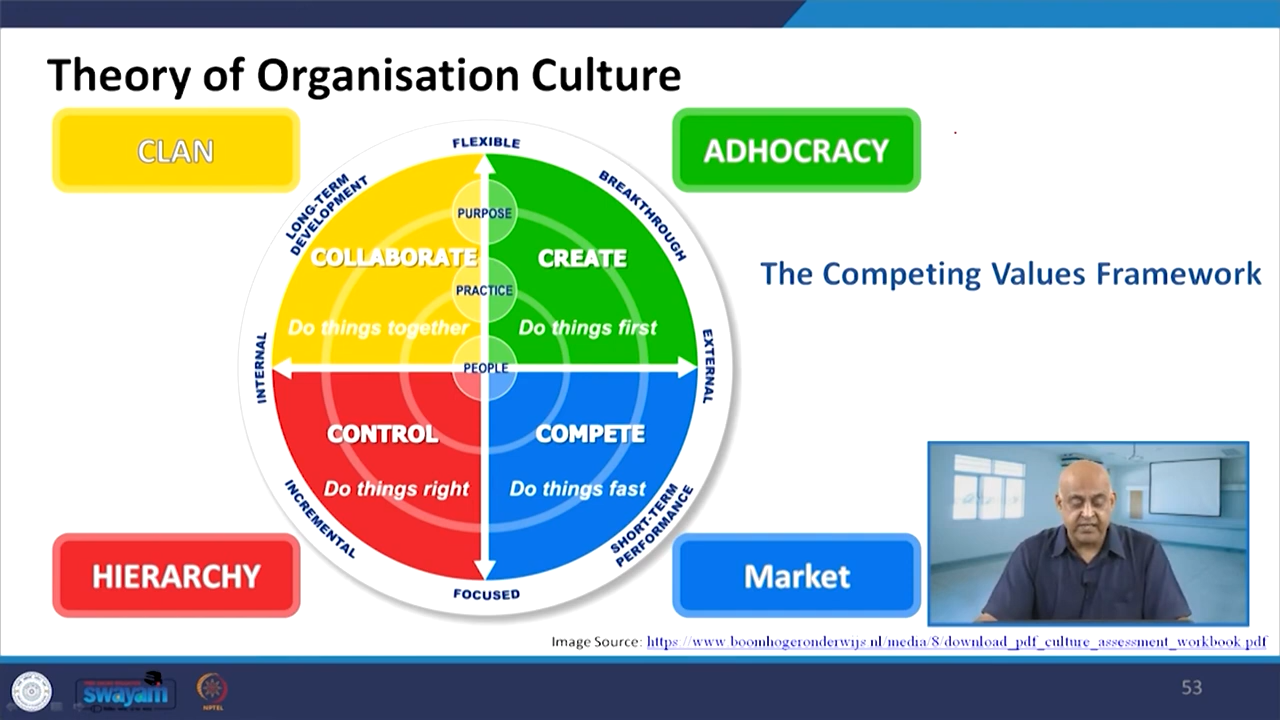 Theory of Organisation Culture
CLAN
ADHOCRACY
FLEXIBLE
LONG-TERM
DEVELOPMENT
BREAKTHROUGH
PURPOSE
COLLABORATE
CREATE
The Competing Values Framework
PRACTICE
Do things together
Do things first
INTERNAL
EXTERNAL
PEOPLE
CONTROL
COMPETE
Do things right
Do things fast
INCREMENTAL
SHORT-TERM
PERFORMANCE
HIERARCHY
Market
FOCUSED
Image Source: https://www.boomhogeronderwijs.nl/media/8/download_pdf_culture_assessment_workbook.pdf
swayam
NPTEL
53